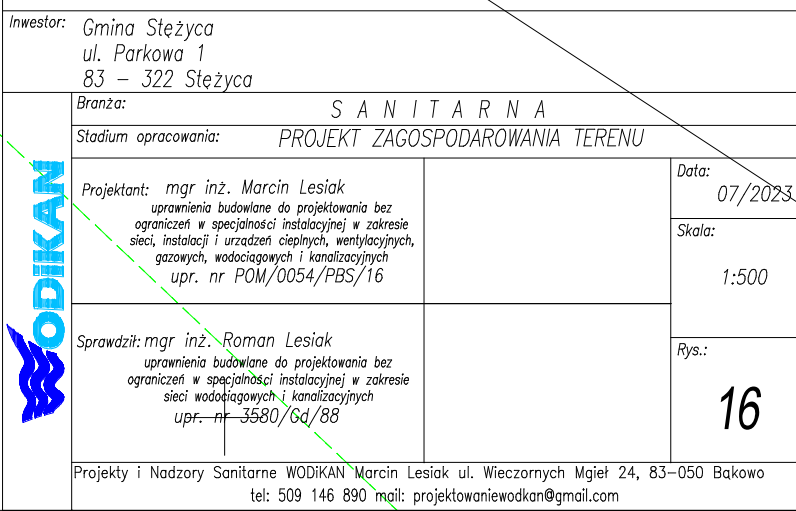 Inwestor: Gmina Stężyca
ul. Parkowa 1
83 – 322 Stężyca
Branża: SANITARNA
Stadium opracowania: PROJEKT ZAGOSPODAROWANIA TERENU
WODiKAN
Projektant: mgr inż. Marcin Lesiak
uprawnienia budowlane do projektowania bez
ograniczeń w specjalności instalacyjnej w zakresie
sieci, instalacji i urządzeń cieplnych, wentylacyjnych,
gazowych, wodociągowych i kanalizacyjnych
upr. nr POM/0054/PBS/16
Data:
07/2023
Skala:
1:500
Sprawdził: mgr inż. Roman Lesiak
uprawnienia budowlane do projektowania bez
ograniczeń w specjalności instalacyjnej w zakresie
sieci wodociągowych i kanalizacyjnych
upr. nr 3580/Gd/88
Rys.:
16
Projekty i Nadzory Sanitarne WODiKAN Marcin Lesiak ul. Wieczornych Mgieł 24, 83–050 Bąkowo
tel: 509 146 890 mail: projektowaniewodkan@gmail.com